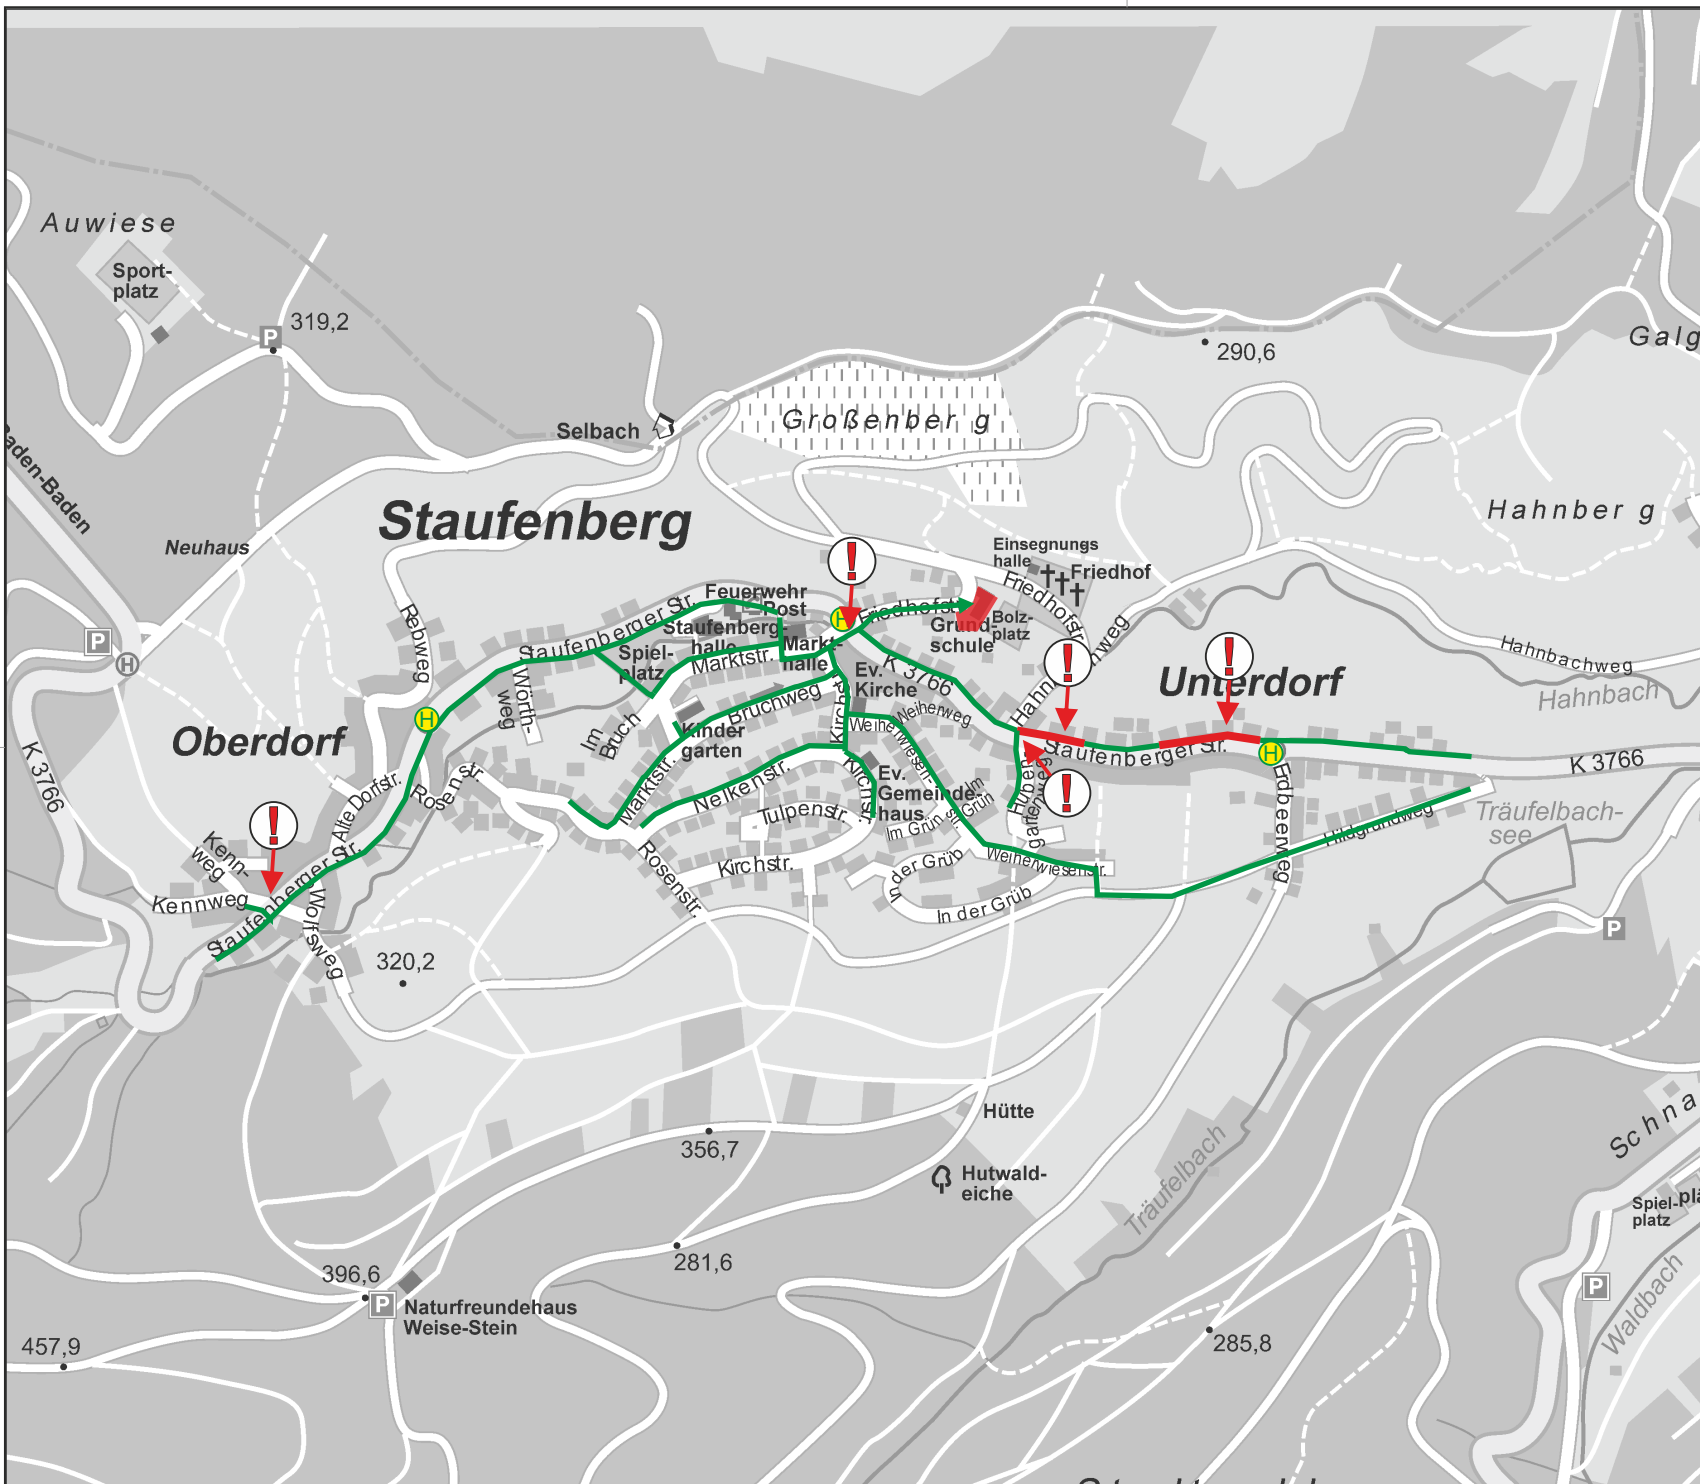 Auwiese
Sport-
platz
P
319,2
290,6
Galg
Großenberg
Selbach
Baden-Baden
Staufenberg
Hahnberg
Neuhaus
Einsegnungs
halle
Friedhof
Feuerwehr
Post
Friedhofstr.
Friedhofstr.
Rebweg
Staufenberger Str.
Staufenberg-
halle
Grund-
schule
Bolz-
platz
P
H
H
Spiel-
platz
Marktstr.
Markt-
halle
K 3766
Hahnbachweg
Hahnbach
Ev.
Kirche
Unterdorf
Wörth-
weg
Bruchweg
Weiherweg
H
Im
Bruch
Kinder
garten
Oberdorf
K 3766
Staufenberger Str.
H
K 3766
Marktstr.
Nelkenstr.
Kirchstr.
Ev.
Gemeinde-
haus
Im
Grün
Im Grün
Erdbeerweg
Hildgrundweg
Träufelbach-
see
Alte Dorfstr.
Rosenstr.
Tulpenstr.
Kirchstr.
Rosenstr.
In der Grüb
In der Grüb
Weiherwiesenstr.
Kenn-
weg
Kennweg
Staufenberger Str.
Wolfsweg
320,2
P
Hütte
356,7
Hutwald-
eiche
Träufelbach
Schna
Spiel-
platz
281,6
396,6
P
Naturfreundehaus
Weise-Stein
P
Waldbach
457,9
285,8